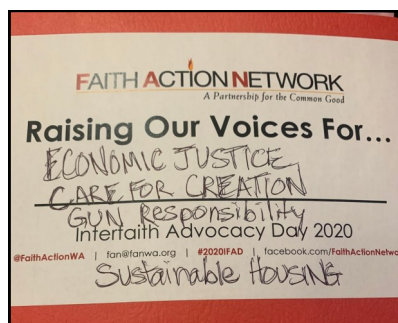 FAITH ACTION NETWORK
A Partnership for the Common Good
Raising Our Voices For...
ECONOMIC JUSTICE
CARE FOR CREATION
GUN Responsibility
Interfaith Advocacy Day 2020
@FaithActionWA | fan@fanwa.org | #2020IFAD | facebook.com/FaithActionNetwo
Sustainable HOUSING